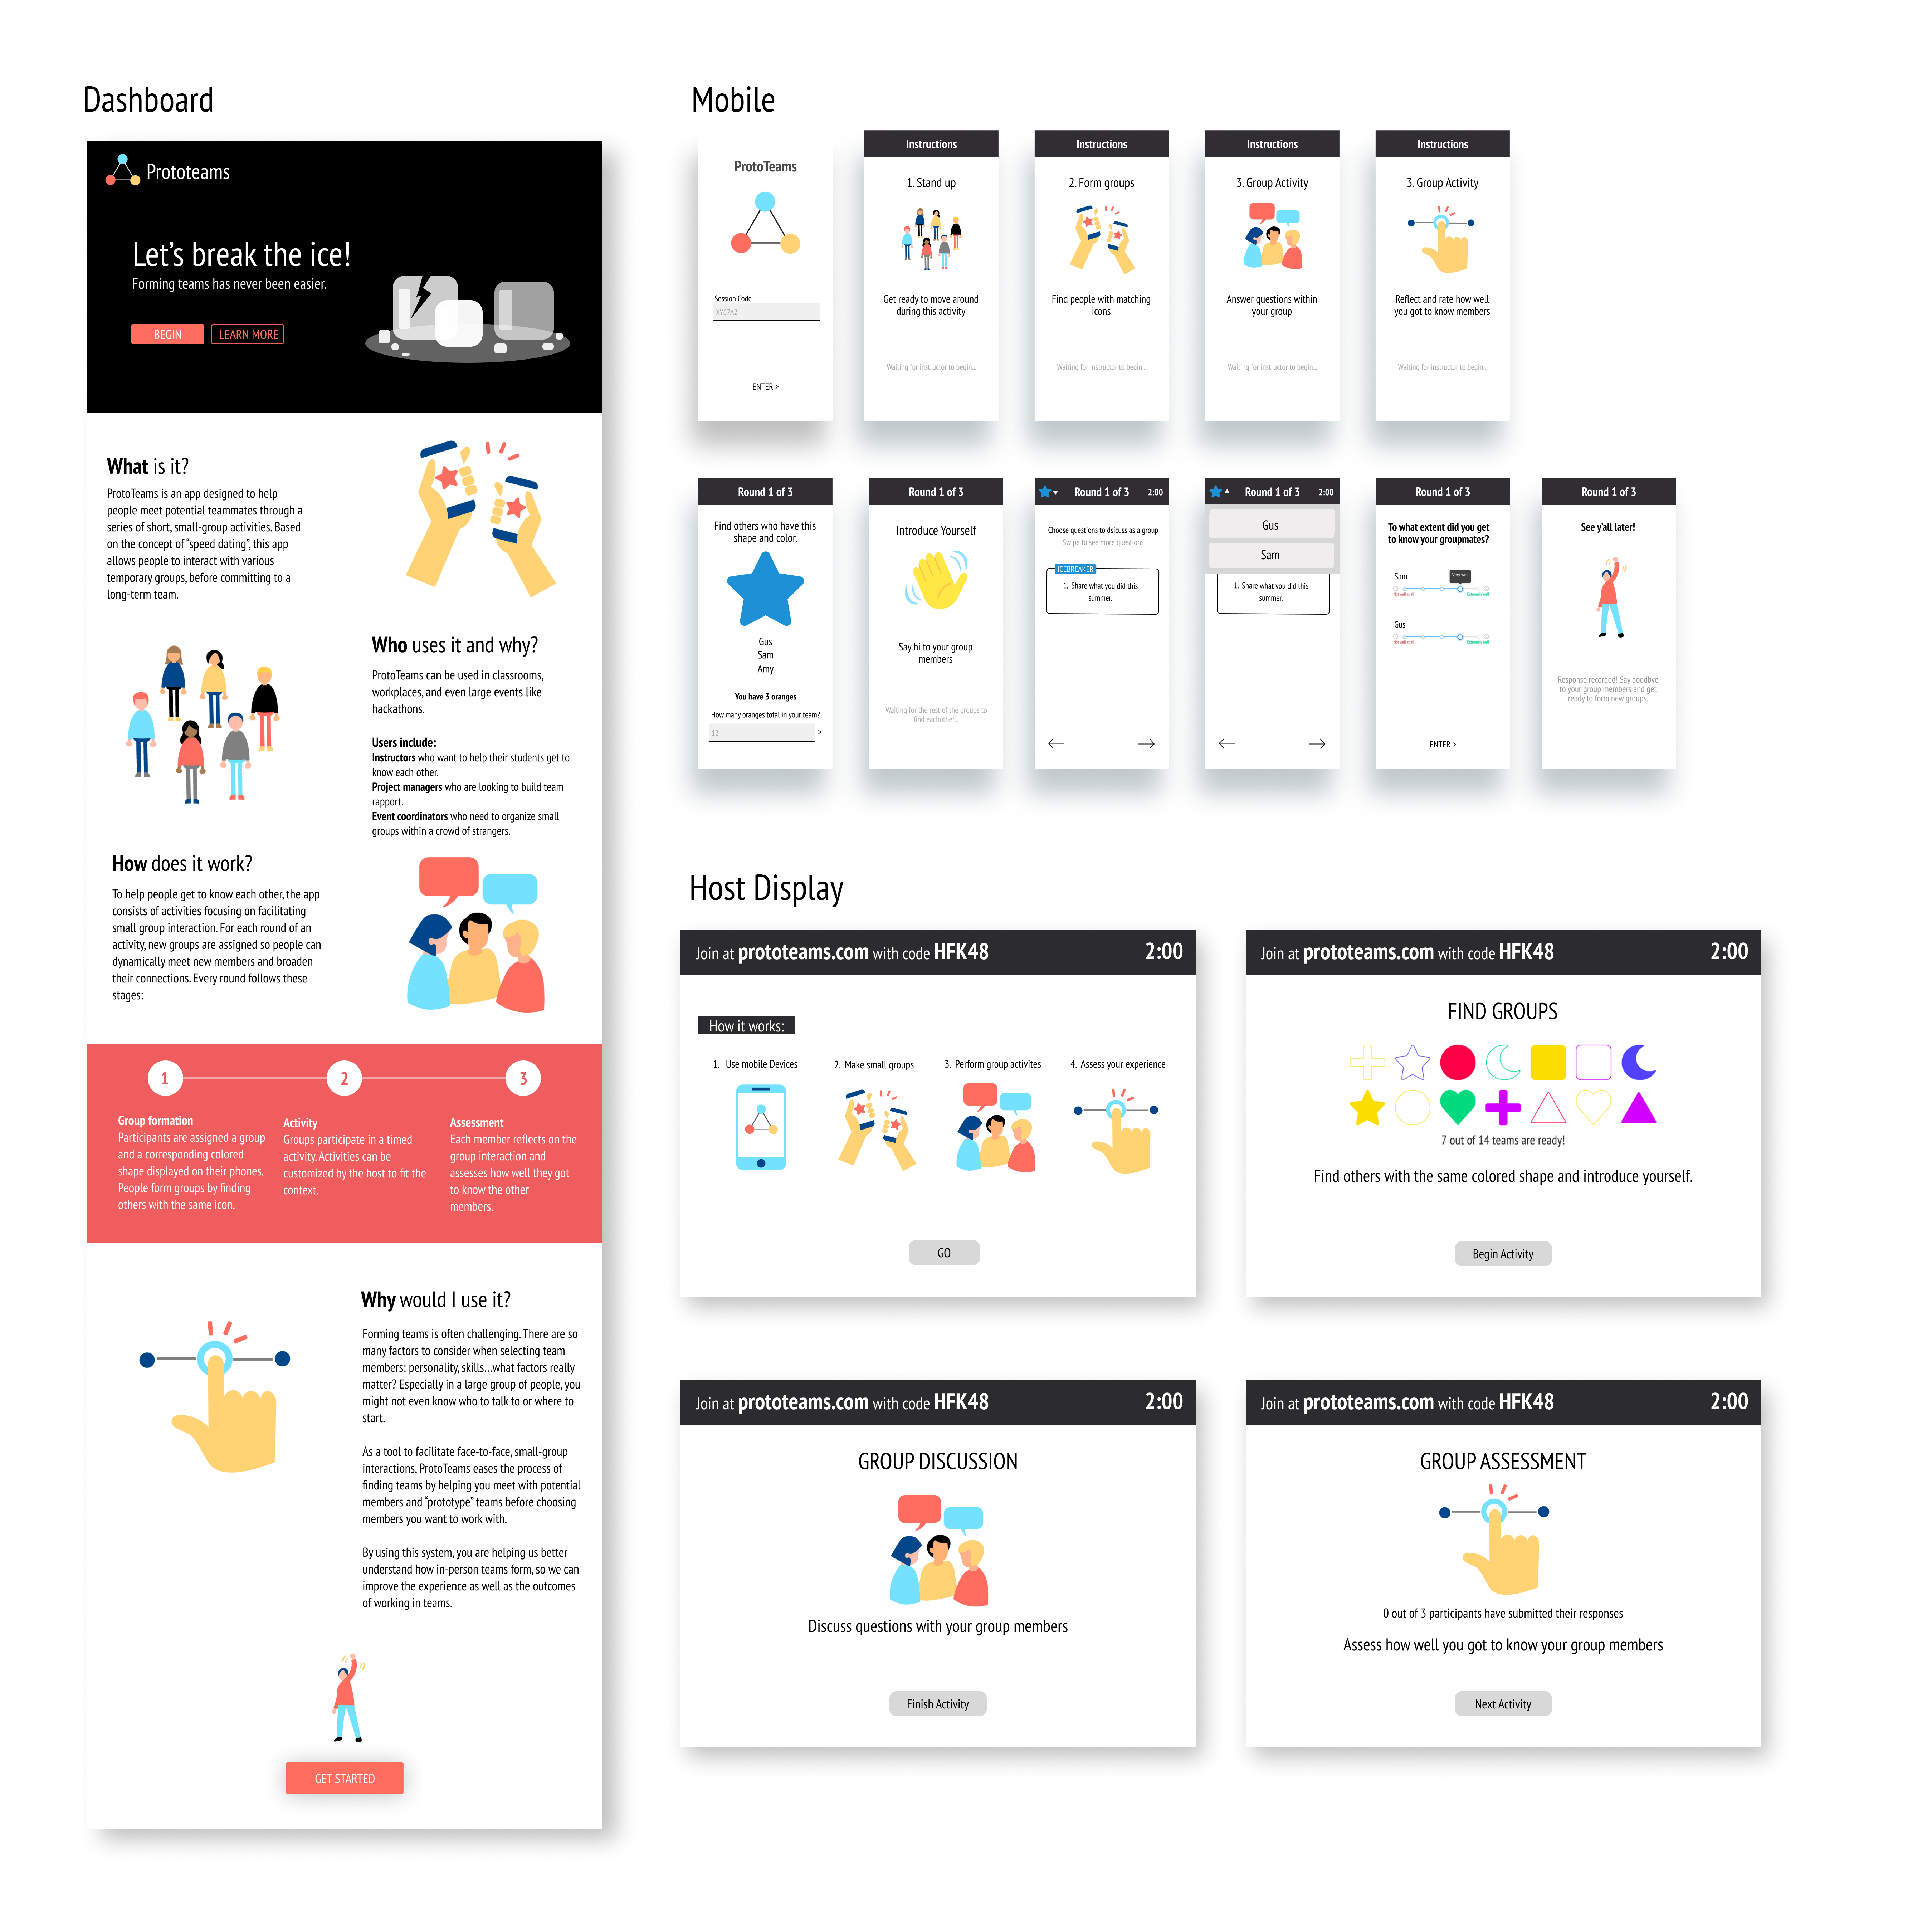 Dashboard
Prototeams
Let's break the ice!
Forming teams has never been easier.
BEGIN
LEARN MORE
What is it?
ProtoTeams is an app designed to help
people meet potential teammates through a
series of short, small-group activities. Based
on the concept of "speed dating", this app
allows people to interact with various
temporary groups, before committing to a
long-term team.
Who uses it and why?
ProtoTeams can be used in classrooms,
workplaces, and even large events like
hackathons.
Users include:
Instructors who want to help their students get to
know each other.
Project managers who are looking to build team
rapport.
Event coordinators who need to organize small
groups within a crowd of strangers.
How does it work?
To help people get to know each other, the app
consists of activities focusing on facilitating
small group interaction. For each round of an
activity, new groups are assigned so people can
dynamically meet new members and broaden
their connections. Every round follows these
stages:
1
2
3
Group formation
Participants are assigned a group
and a corresponding colored
shape displayed on their phones.
People form groups by finding
others with the same icon.
Activity
Groups participate in a timed
activity. Activities can be
customized by the host to fit the
context.
Assessment
Each member reflects on the
group interaction and
assesses how well they got
to know the other
members.
Why would I use it?
Forming teams is often challenging. There are so
many factors to consider when selecting team
members: personality, skills...what factors really
matter? Especially in a large group of people, you
might not even know who to talk to or where to
start.
As a tool to facilitate face-to-face, small-group
interactions, ProtoTeams eases the process of
finding teams by helping you meet with potential
members and "prototype" teams before choosing
members you want to work with.
By using this system, you are helping us better
understand how in-person teams form, so we can
improve the experience as well as the outcomes
of working in teams.
GET STARTED
Mobile
ProtoTeams
Session Code
XY67A2
ENTER >
Instructions
1. Stand up
Get ready to move around
during this activity
Waiting for instructor to begin...
Instructions
2. Form groups
Find people with matching
icons
Waiting for instructor to begin...
Instructions
3. Group Activity
Answer questions within
your group
Waiting for instructor to begin...
Instructions
3. Group Activity
Reflect and rate how well
you got to know members
Waiting for instructor to begin...
Round 1 of 3
Find others who have this
shape and color.
Gus
Sam
Amy
You have 3 oranges
How many oranges total in your team?
12 >
Round 1 of 3
Introduce Yourself
Say hi to your group
members
Waiting for the rest of the groups to
find eachother...
Round 1 of 3 2:00
Choose questions to dsicuss as a group
Swipe to see more questions
ICEBREAKER
1. Share what you did this
summer.
Round 1 of 3 2:00
Gus
Sam
1. Share what you did this
summer.
Round 1 of 3
To what extent did you get
to know your groupmates?
Sam
Very well
Not well at all Extremely well
Gus
Not well at all Extremely well
ENTER >
Round 1 of 3
See y'all later!
Response recorded! Say goodbye
to your group members and get
ready to form new groups.
Host Display
Join at prototeams.com with code HFK48 2:00
How it works:
1. Use mobile Devices
2. Make small groups
3. Perform group activites
4. Assess your experience
GO
Join at prototeams.com with code HFK48 2:00
FIND GROUPS
7 out of 14 teams are ready!
Find others with the same colored shape and introduce yourself.
Begin Activity
Join at prototeams.com with code HFK48 2:00
GROUP DISCUSSION
Discuss questions with your group members
Finish Activity
Join at prototeams.com with code HFK48 2:00
GROUP ASSESSMENT
0 out of 3 participants have submitted their responses
Assess how well you got to know your group members
Next Activity